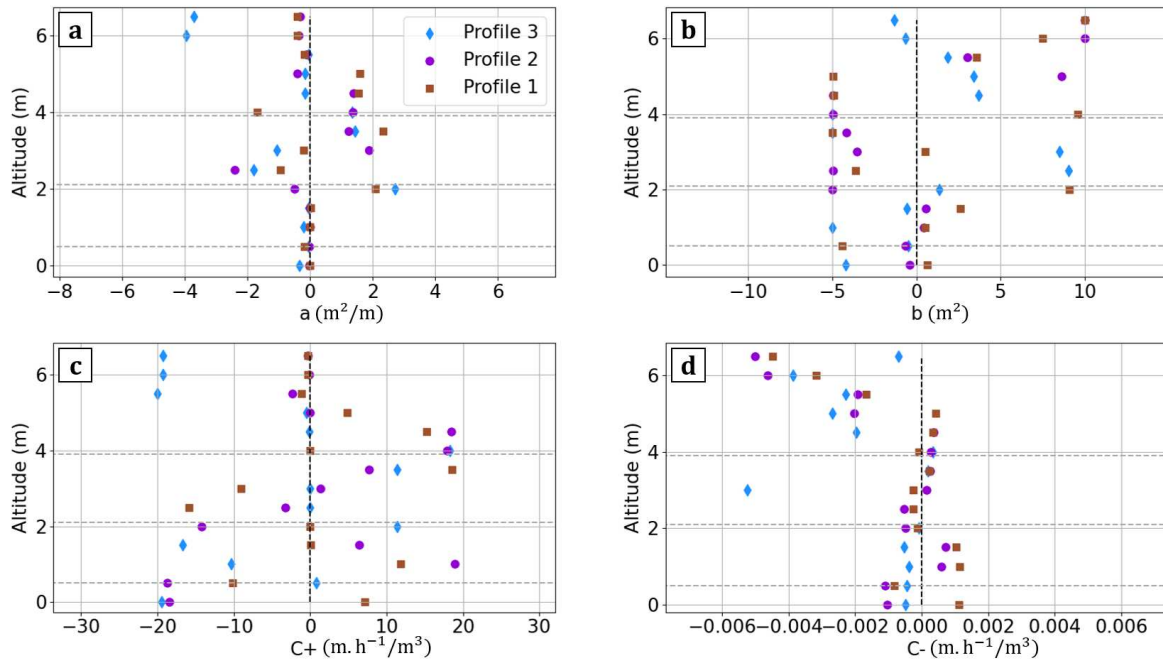 a
Profile 3
Profile 2
Profile 1
Altitude (m)
6
4
2
0
−8 −6 −4 −2 0 2 4 6
a (m²/m)
b
Altitude (m)
6
4
2
0
−10 −5 0 5 10
b (m²)
c
Altitude (m)
6
4
2
0
−30 −20 −10 0 10 20 30
C+ (m. h⁻¹/m³)
d
Altitude (m)
6
4
2
0
−0.006 −0.004 −0.002 0.000 0.002 0.004 0.006
C- (m. h⁻¹/m³)